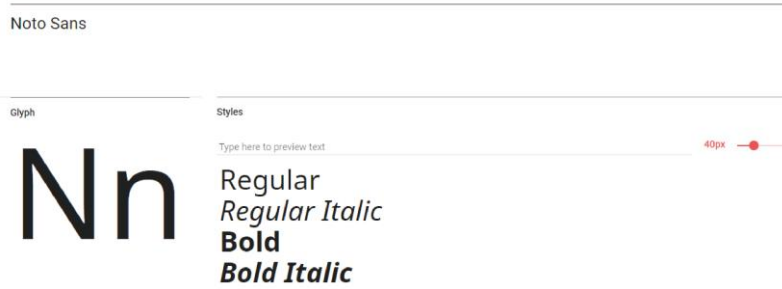 Noto Sans
Glyph
Styles
Type here to preview text
40px
Nn
Regular
Regular Italic
Bold
Bold Italic